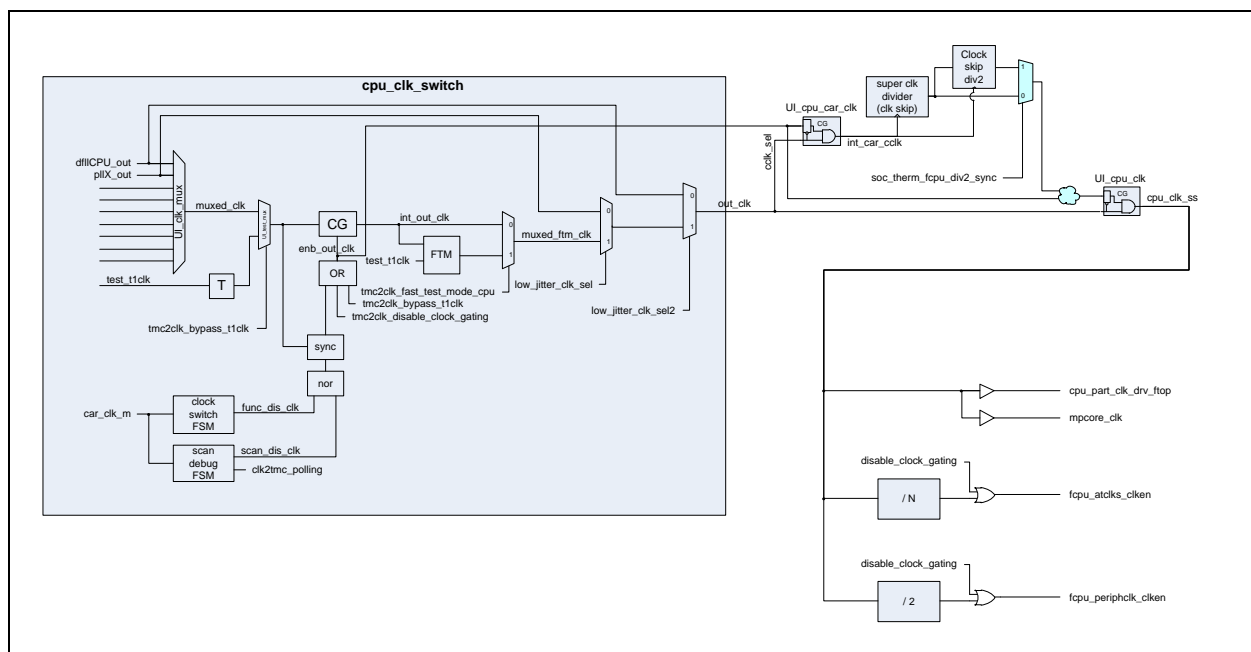 cpu_clk_switch
Clock
skip
div2
1
0
super clk
divider
(clk skip)
UI_cpu_car_clk
CG
int_car_cclk
cclk_sel
soc_therm_fcpu_div2_sync
UI_cpu_clk
CG
cpu_clk_ss
dfllCPU_out
pllX_out
UI_clk_mux
muxed_clk
UI_test_mux
test_t1clk
T
tmc2clk_bypass_t1clk
CG
int_out_clk
enb_out_clk
FTM
test_t1clk
OR
0
1
muxed_ftm_clk
0
1
0
1
out_clk
tmc2clk_fast_test_mode_cpu
low_jitter_clk_sel
tmc2clk_bypass_t1clk
low_jitter_clk_sel2
tmc2clk_disable_clock_gating
sync
nor
car_clk_m
clock
switch
FSM
func_dis_clk
scan
debug
FSM
scan_dis_clk
clk2tmc_polling
cpu_part_clk_drv_ftop
mpcore_clk
disable_clock_gating
/ N
fcpu_atclks_clken
disable_clock_gating
/ 2
fcpu_periphclk_clken